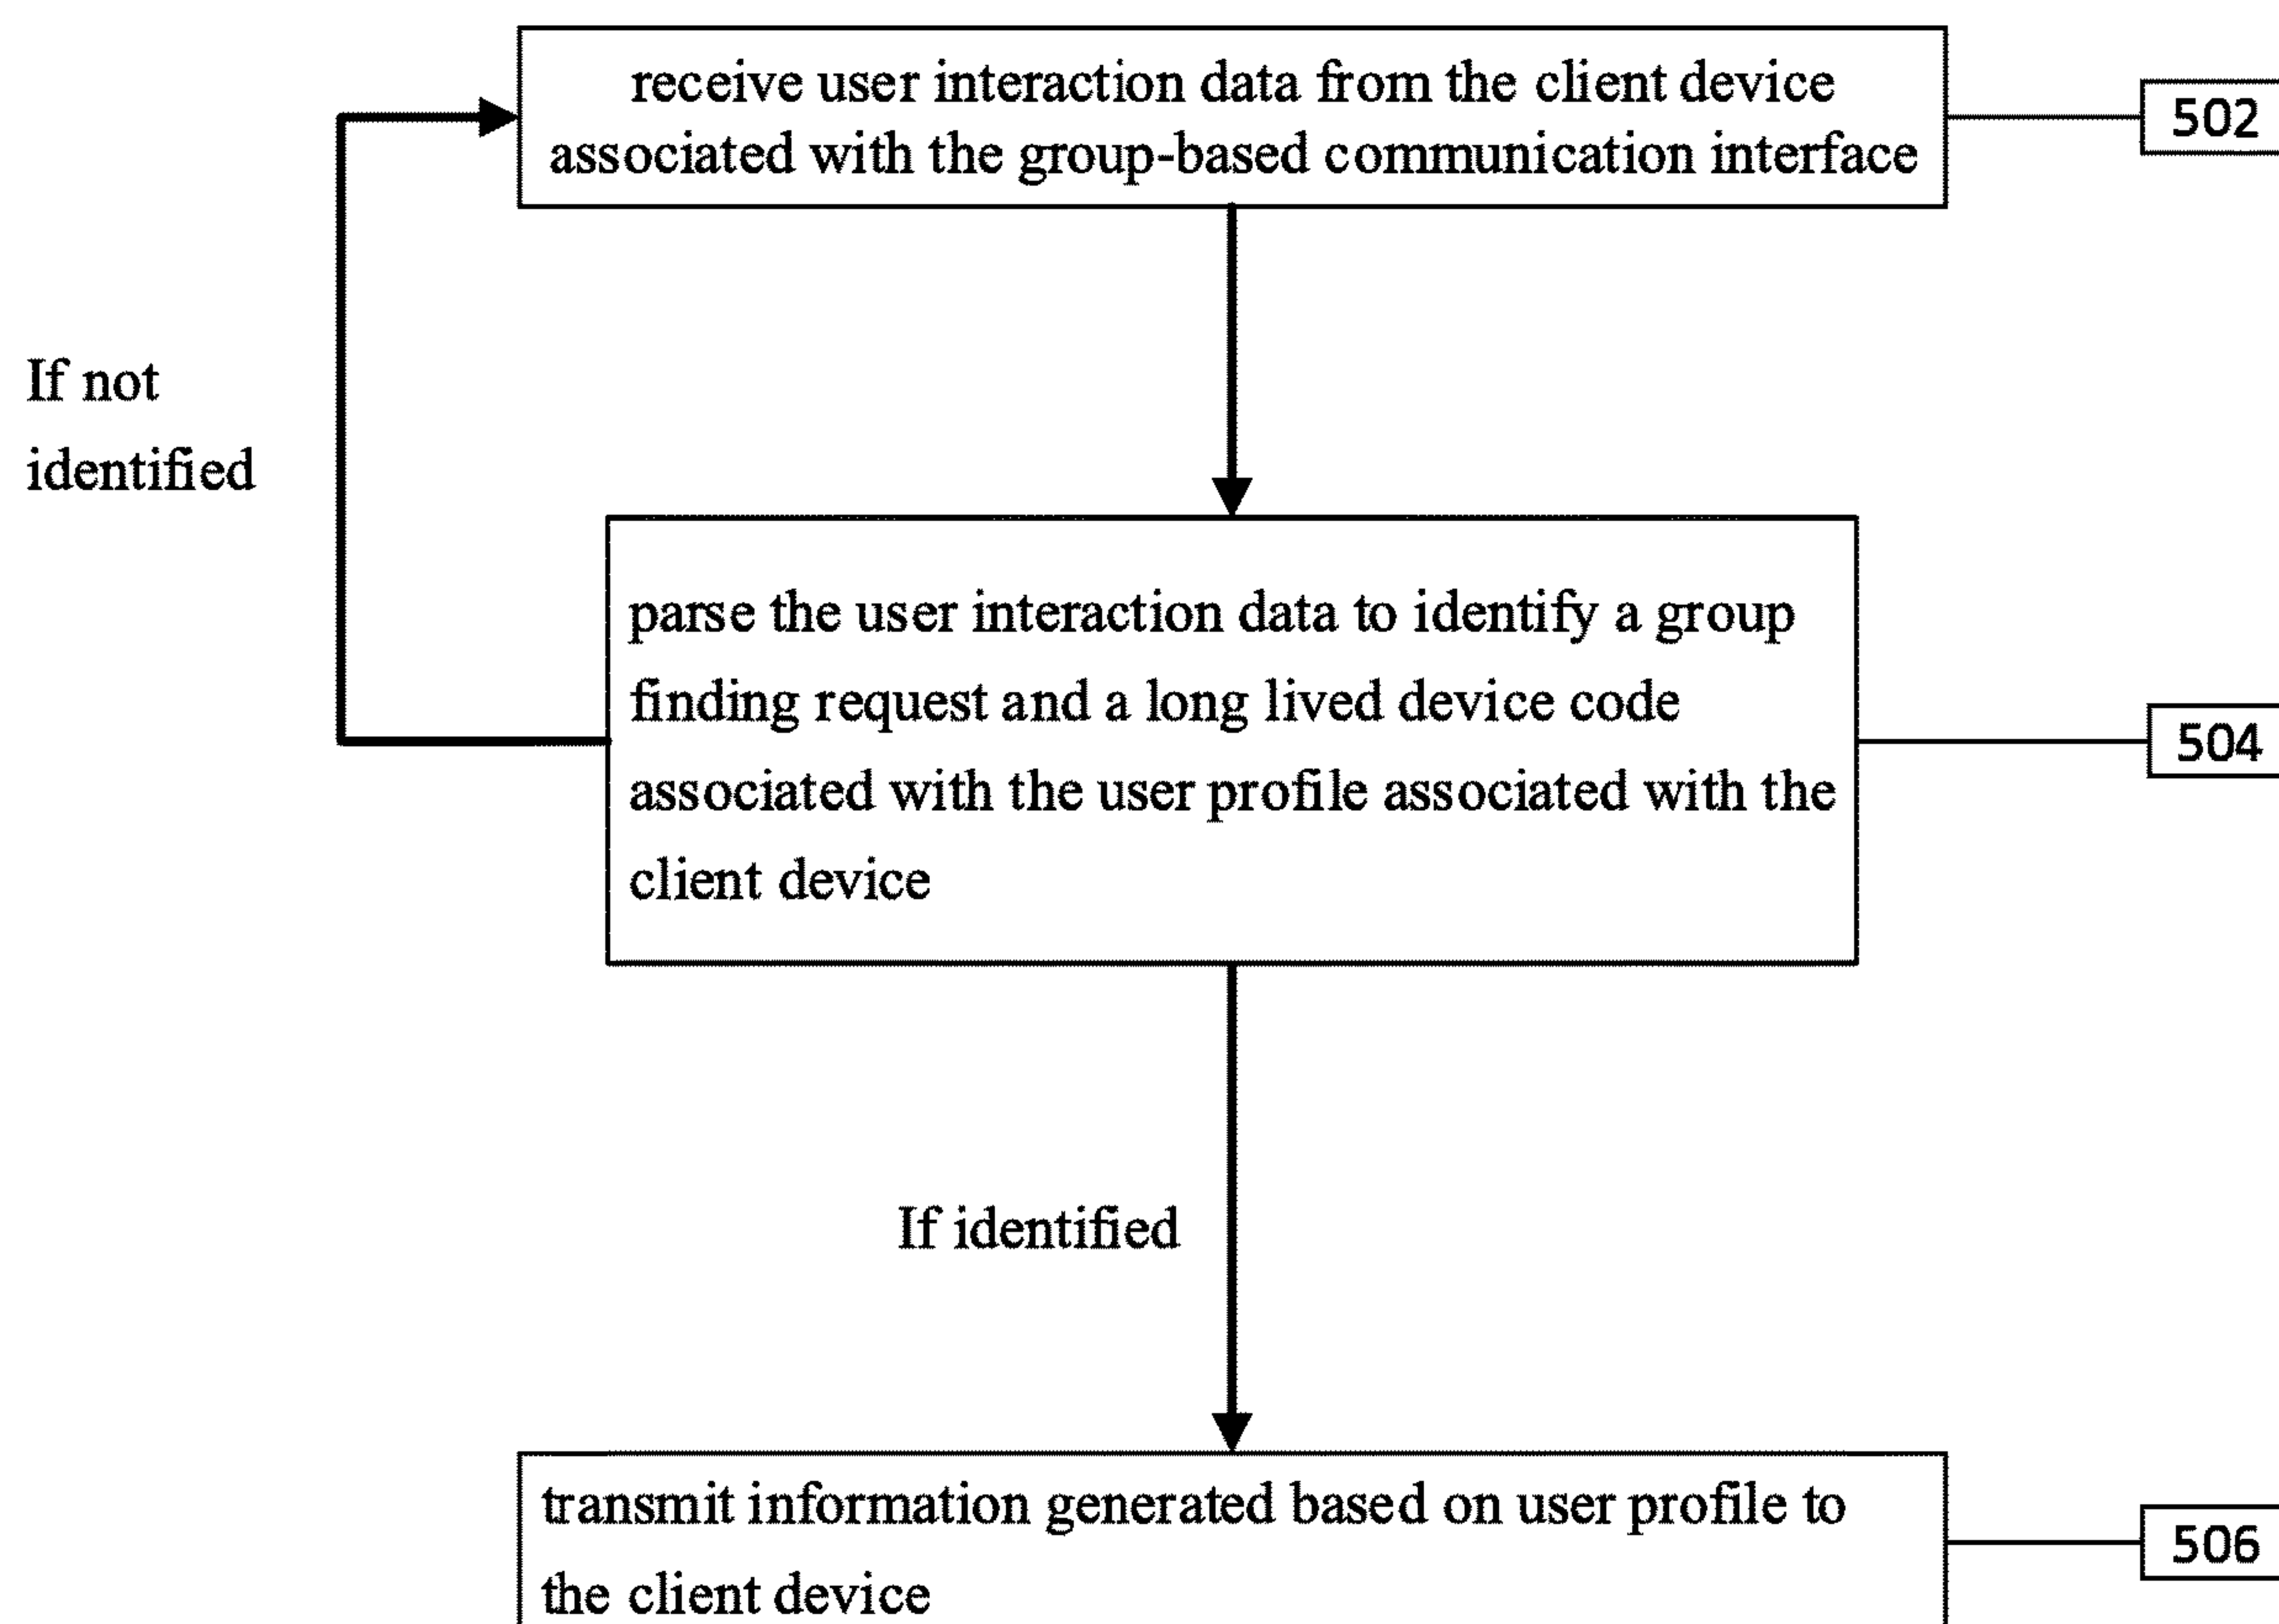 receive user interaction data from the client device
associated with the group-based communication interface
502
If not
identified
parse the user interaction data to identify a group
finding request and a long lived device code
associated with the user profile associated with the
client device
504
If identified
transmit information generated based on user profile to
the client device
506